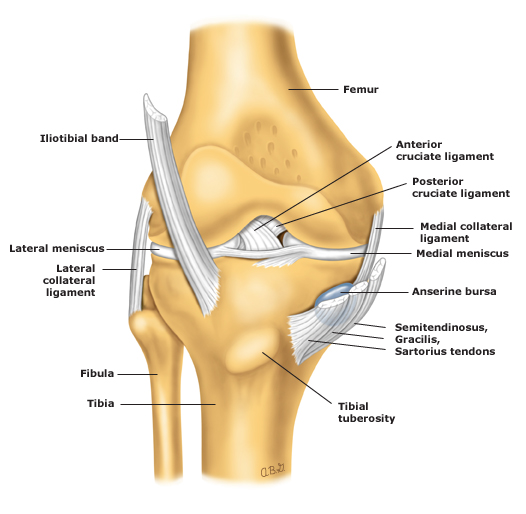 Femur
Iliotibial band
Anterior
cruciate ligament
Posterior
cruciate ligament
Medial collateral
ligament
Lateral meniscus
Medial meniscus
Lateral
collateral
ligament
Anserine bursa
Semitendinosus,
Gracilis,
Sartorius tendons
Fibula
Tibia
Tibial
tuberosity